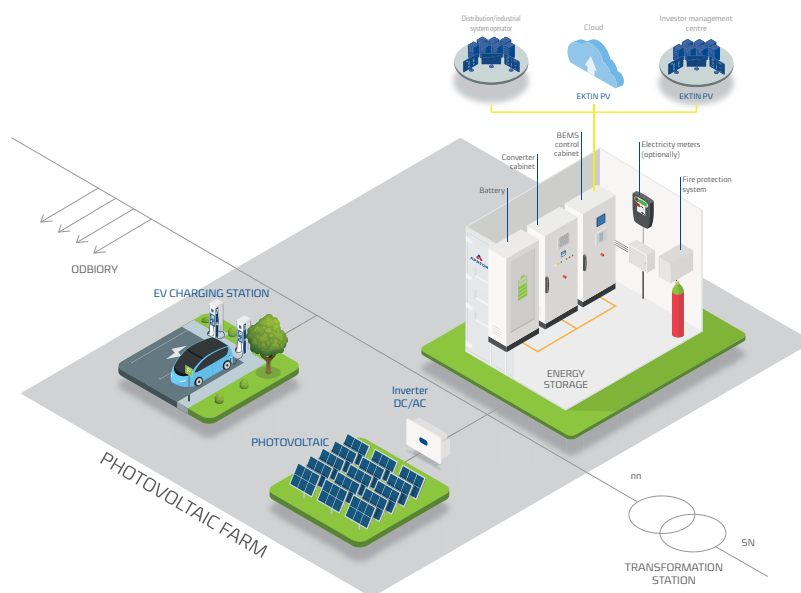 Distribution/industrial
system operator
Cloud
Investor management
centre
EKTIN PV
EKTIN PV
BEMS
control
cabinet
Converter
cabinet
Battery
Electricity meters
(optionally)
Fire protection
system
APATOR
ENERGY
STORAGE
ODBIORY
EV CHARGING STATION
Inverter
DC/AC
PHOTOVOLTAIC
PHOTOVOLTAIC FARM
nn
SN
TRANSFORMATION
STATION